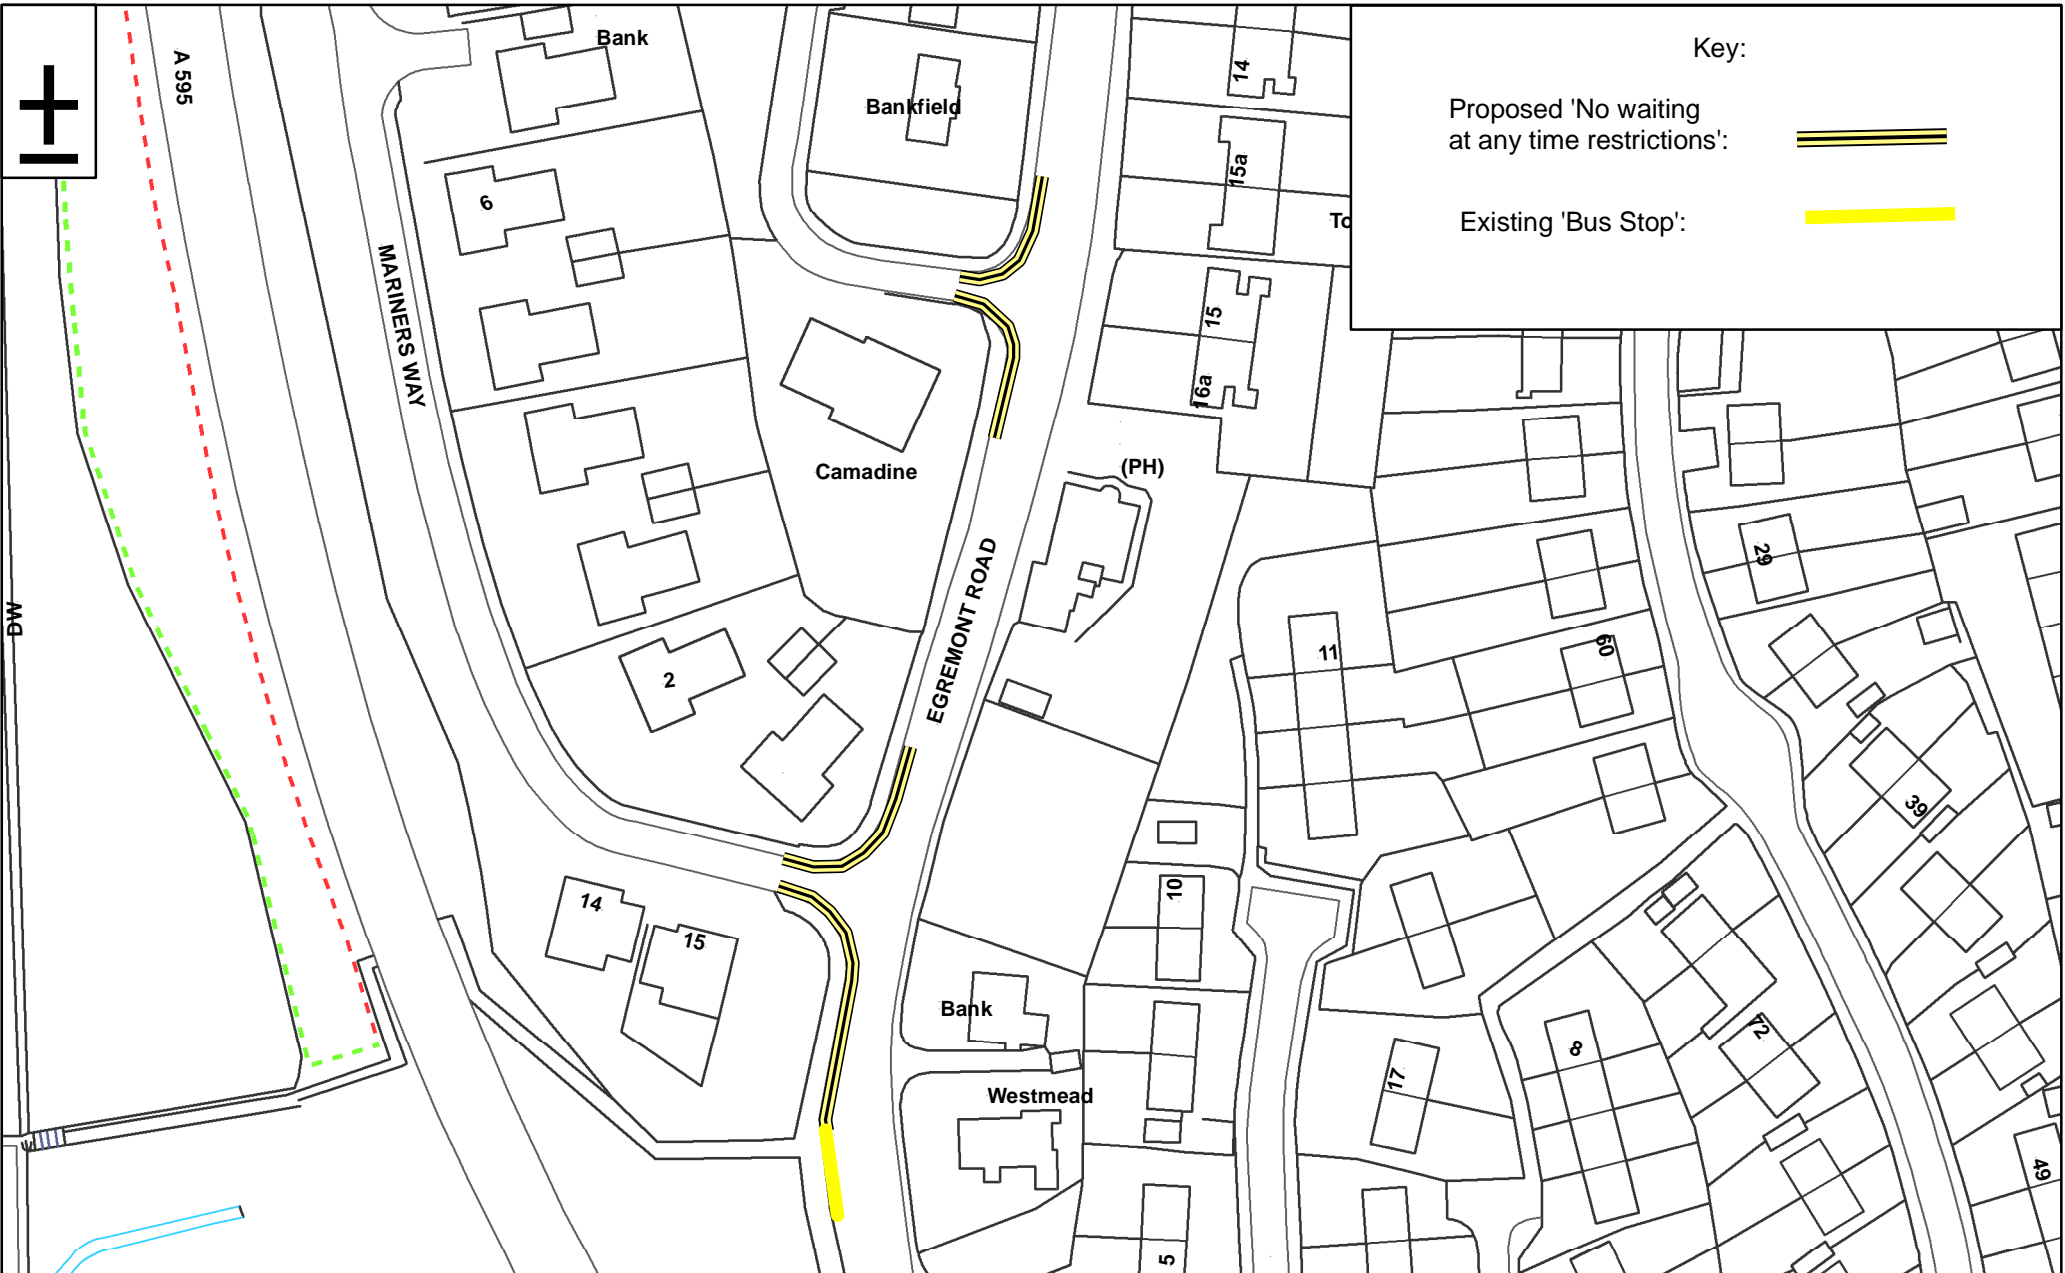 Key:
Proposed 'No waiting
at any time restrictions':
Existing 'Bus Stop':
A 595
Bank
Bankfield
14
15a
To
6
MARINERS WAY
15
16a
Camadine
(PH)
EGREMONT ROAD
29
DW
2
11
60
39
14
15
10
Bank
Westmead
17
8
72
49
5